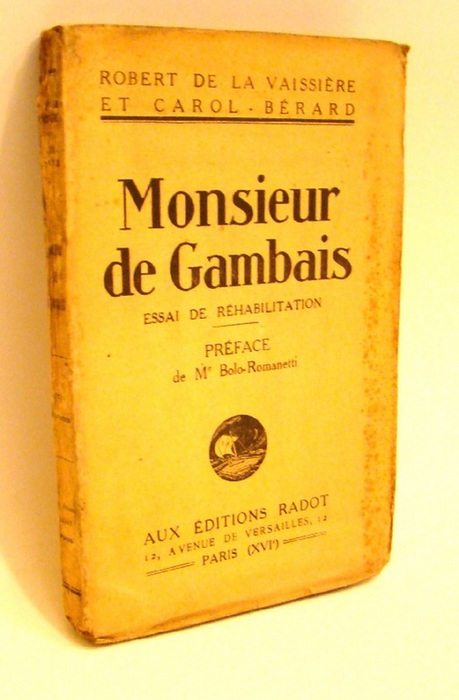 ROBERT DE LA VAISSIÈRE
ET CAROL-BÉRARD
Monsieur
de Gambais
ESSAI DE RÉHABILITATION
PRÉFACE
de Mᵉ Bolo-Romanetti
AUX ÉDITIONS RADOT
12, AVENUE DE VERSAILLES, 12
PARIS (XVIᵉ)